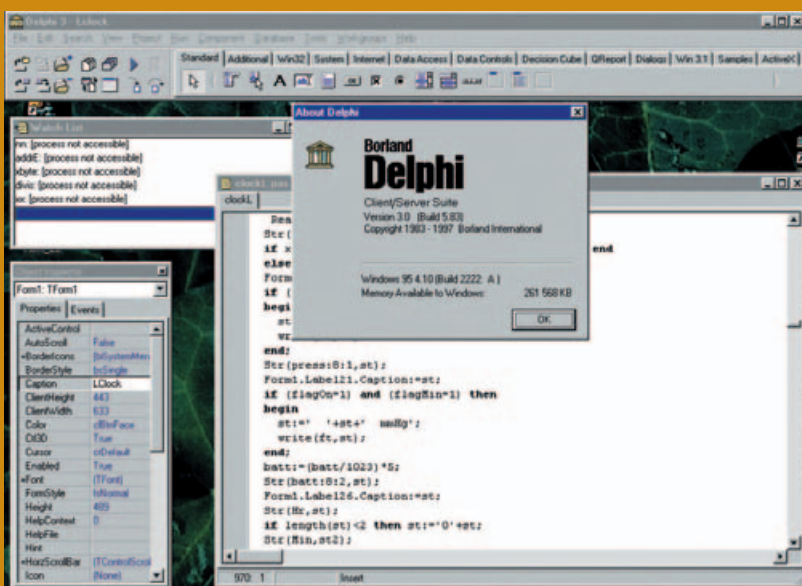 Delphi 3 - Lclock
File Edit Search View Project Run Component Database Tools Workgroups Help
Standard Additional Win32 System Internet Data Access Data Controls Decision Cube QReport Dialogs Win 3.1 Samples ActiveX
Watch List
nn: [process not accessible]
addE: [process not accessible]
xbyte: [process not accessible]
divis: [process not accessible]
xx: [process not accessible]
About Delphi
Borland
Delphi
Client/Server Suite
Version 3.0 (Build 5.83)
Copyright 1983 - 1997 Borland International
Windows 95 4.10 (Build 2222: A )
Memory Available to Windows: 261 568 KB
OK
clockL.pas
clockL
Str(
if x
end
else
Form
if (
begi
st
wr
end;
Str(press:8:1,st);
Form1.Label21.Caption:=st;
if (flagOn=1) and (flagMin=1) then
begin
st:=' '+st+' mmHg';
write(ft,st);
end;
batt:=(batt/1023)*5;
Str(batt:8:2,st);
Form1.Label26.Caption:=st;
Str(Hr,st);
if length(st)<2 then st:='0'+st;
Str(Min,st2);
970: 1 Insert
Object Inspector
Form1: TForm1
Properties Events
ActiveControl
AutoScroll False
+BorderIcons [biSystemMen
BorderStyle bsSingle
Caption LClock
ClientHeight 443
ClientWidth 633
Color clBtnFace
Ctl3D True
Cursor crDefault
Enabled True
+Font (TFont)
FormStyle fsNormal
Height 489
HelpContext 0
HelpFile
Hint
+HorzScrollBar (TControlScrol
Icon (None)